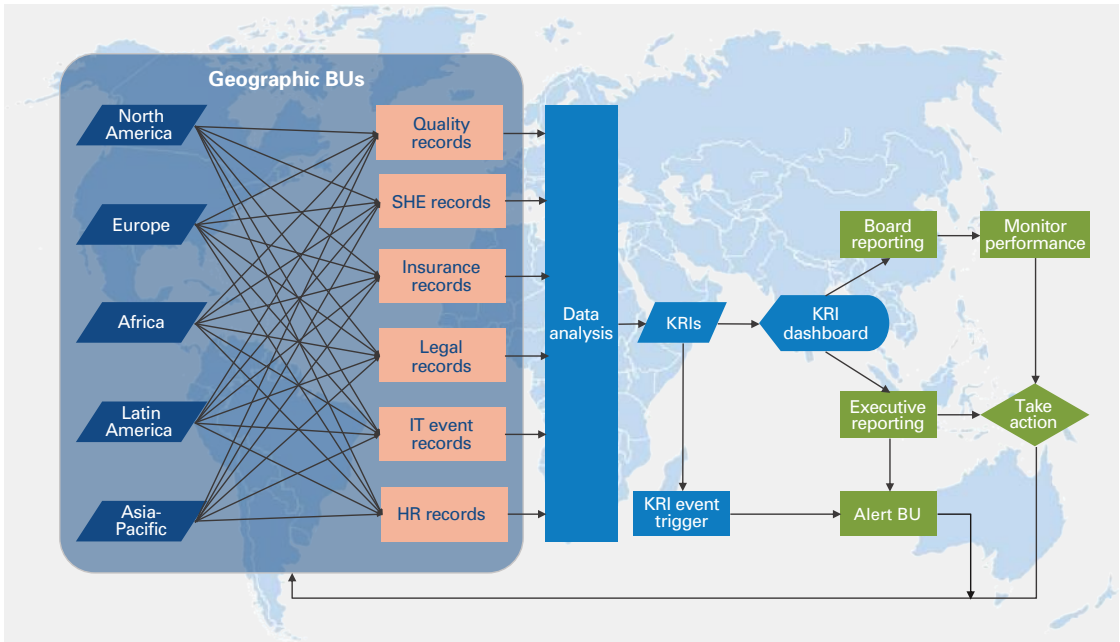 Geographic BUs
North
America
Europe
Africa
Latin
America
Asia-
Pacific
Quality
records
SHE records
Insurance
records
Legal
records
IT event
records
HR records
Data
analysis
KRIs
KRI event
trigger
KRI
dashboard
Board
reporting
Monitor
performance
Executive
reporting
Take
action
Alert BU